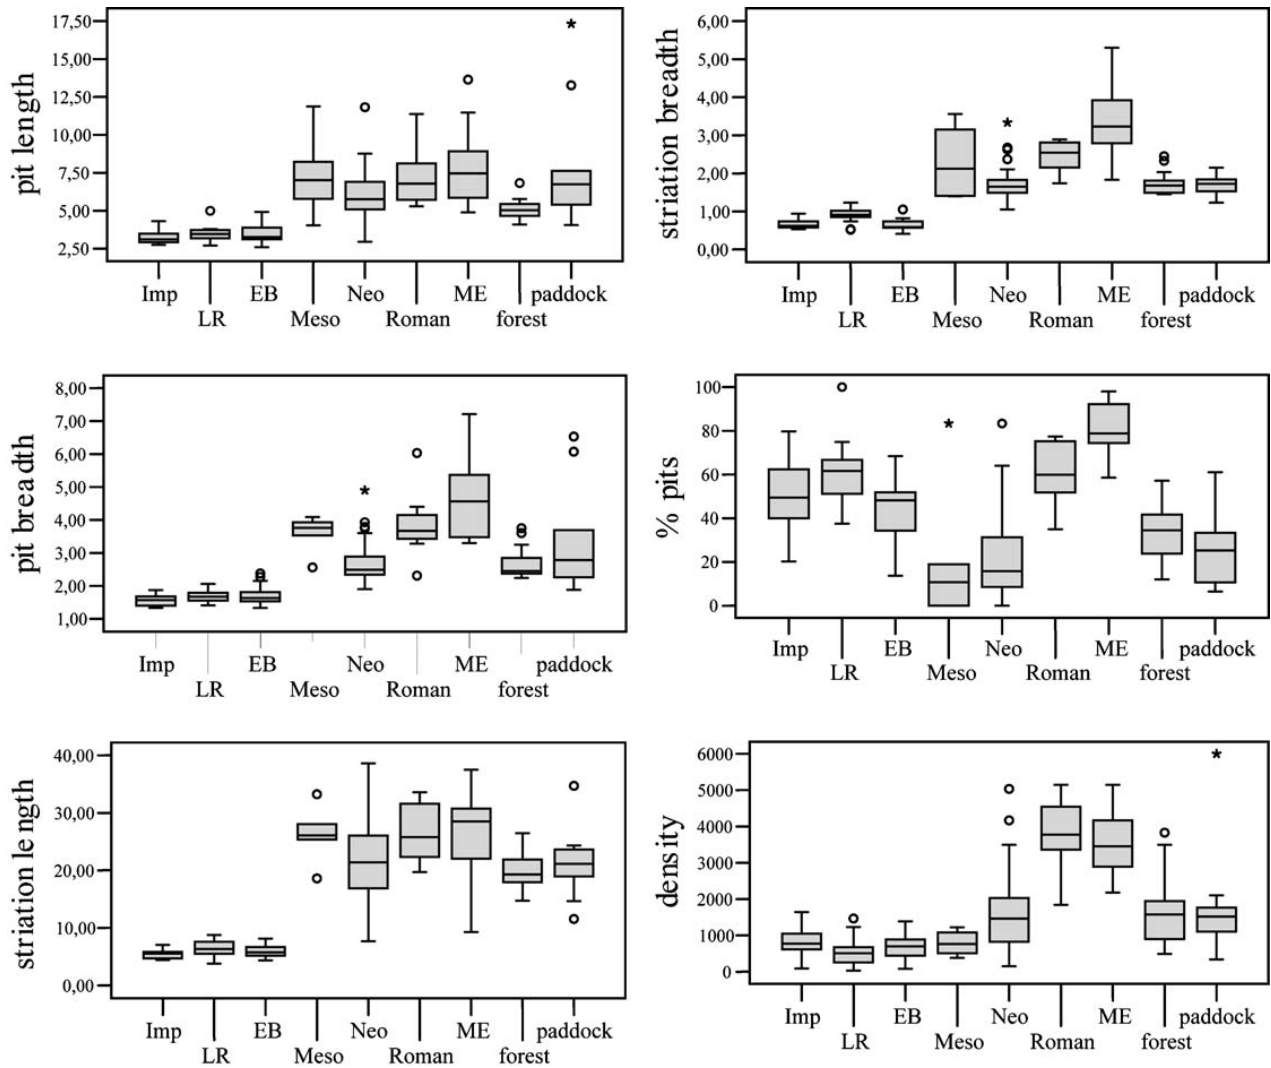 pit length
17,50
15,00
12,50
10,00
7,50
5,00
2,50
Imp EB Neo ME paddock
LR Meso Roman forest
striation breadth
6,00
5,00
4,00
3,00
2,00
1,00
0,00
Imp EB Neo ME paddock
LR Meso Roman forest
pit breadth
8,00
7,00
6,00
5,00
4,00
3,00
2,00
1,00
Imp EB Neo ME paddock
LR Meso Roman forest
% pits
100
80
60
40
20
0
Imp EB Neo ME paddock
LR Meso Roman forest
striation length
40,00
30,00
20,00
10,00
0,00
Imp EB Neo ME paddock
LR Meso Roman forest
density
6000
5000
4000
3000
2000
1000
0
Imp EB Neo ME paddock
LR Meso Roman forest